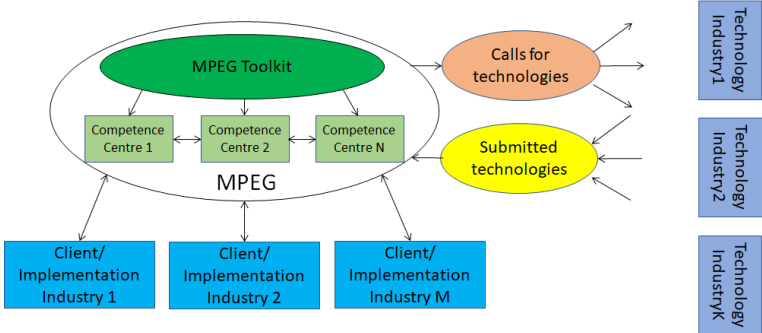 MPEG Toolkit
Competence
Centre 1
Competence
Centre 2
Competence
Centre N
MPEG
Calls for
technologies
Submitted
technologies
Technology
Industry1
Technology
Industry2
Technology
IndustryK
Client/
Implementation
Industry 1
Client/
Implementation
Industry 2
Client/
Implementation
Industry M